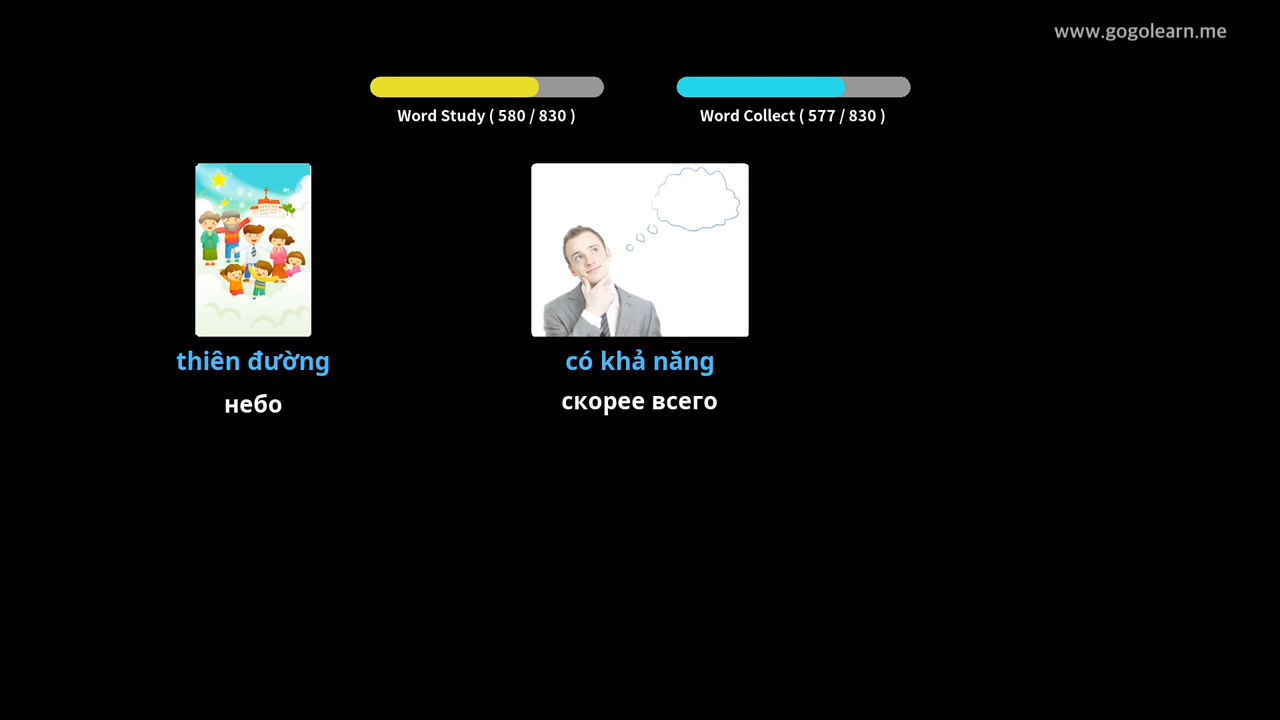 www.gogolearn.me
Word Study ( 580 / 830 )
Word Collect ( 577 / 830 )
thiên đường
небо
có khả năng
скорее всего